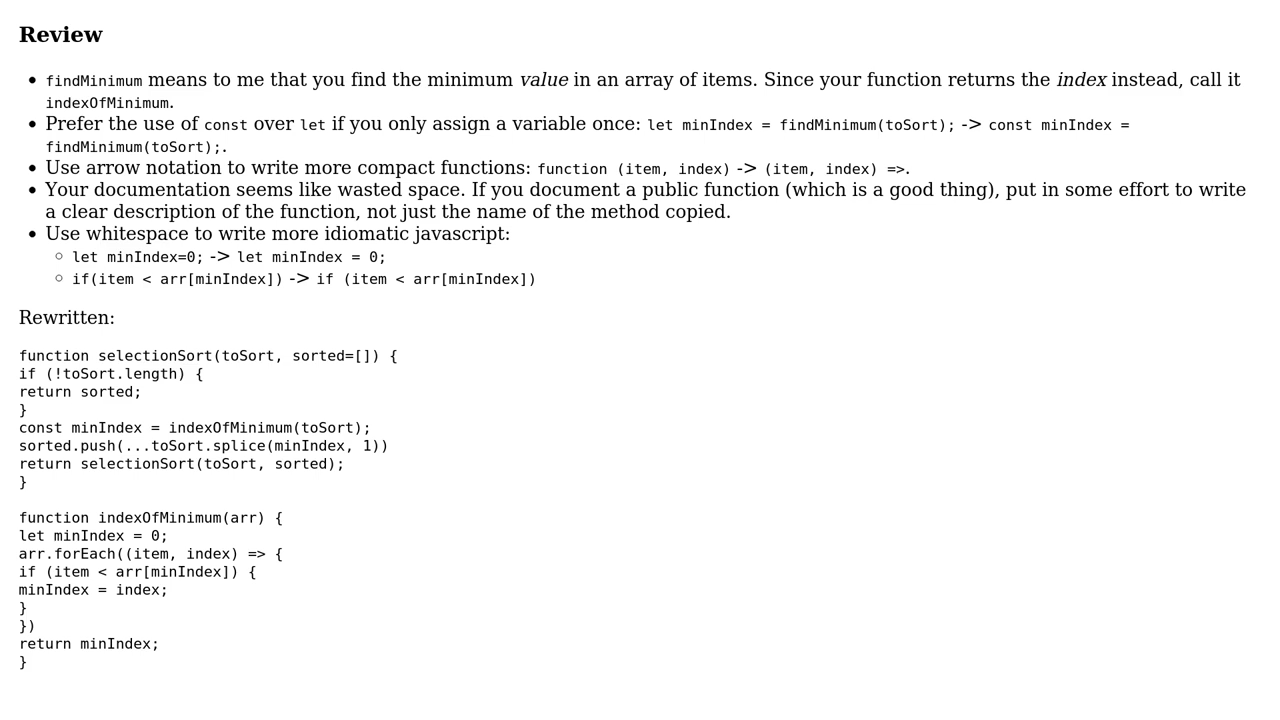 Review
findMinimum means to me that you find the minimum value in an array of items. Since your function returns the index instead, call it
indexOfMinimum.
Prefer the use of const over let if you only assign a variable once: let minIndex = findMinimum(toSort); -> const minIndex =
findMinimum(toSort);.
Use arrow notation to write more compact functions: function (item, index) -> (item, index) =>.
Your documentation seems like wasted space. If you document a public function (which is a good thing), put in some effort to write
a clear description of the function, not just the name of the method copied.
Use whitespace to write more idiomatic javascript:
let minIndex=0; -> let minIndex = 0;
if(item < arr[minIndex]) -> if (item < arr[minIndex])
Rewritten:
function selectionSort(toSort, sorted=[]) {
if (!toSort.length) {
return sorted;
}
const minIndex = indexOfMinimum(toSort);
sorted.push(...toSort.splice(minIndex, 1))
return selectionSort(toSort, sorted);
}
function indexOfMinimum(arr) {
let minIndex = 0;
arr.forEach((item, index) => {
if (item < arr[minIndex]) {
minIndex = index;
}
})
return minIndex;
}